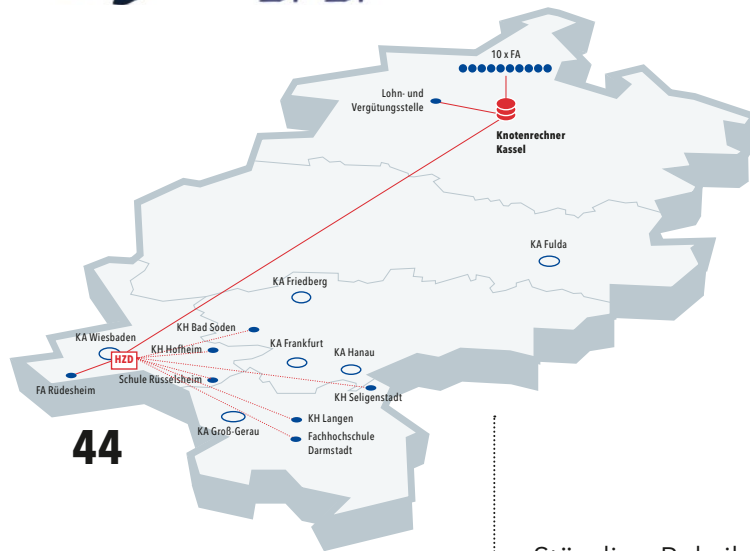 10 x FA
Lohn- und
Vergütungsstelle
Knotenrechner
Kassel
KA Fulda
KA Friedberg
KH Bad Soden
KA Wiesbaden
KH Hofheim
KA Frankfurt
KA Hanau
HZD
FA Rüdesheim
Schule Rüsselsheim
KH Seligenstadt
KA Groß-Gerau
KH Langen
Fachhochschule
Darmstadt
44